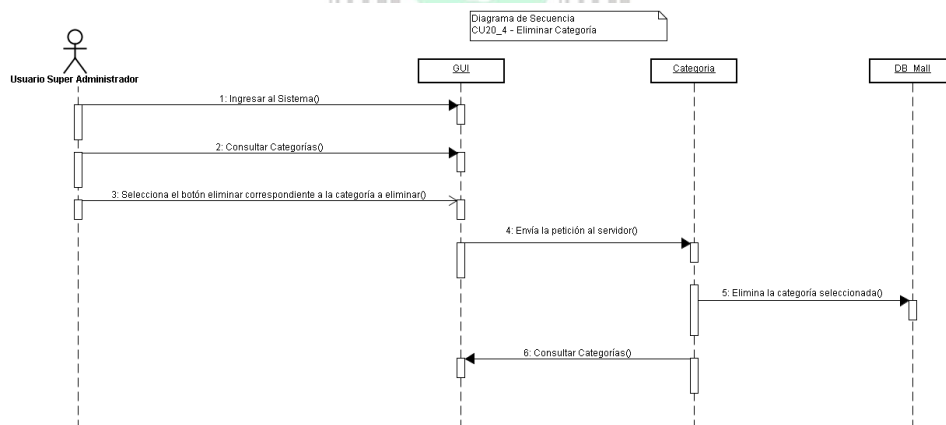 Diagrama de Secuencia
CU20_4 - Eliminar Categoría
Usuario Super Administrador
GUI
Categoria
DB_Mall
1: Ingresar al Sistema()
2: Consultar Categorías()
3: Selecciona el botón eliminar correspondiente a la categoría a eliminar()
4: Envía la petición al servidor()
5: Elimina la categoría seleccionada()
6: Consultar Categorías()